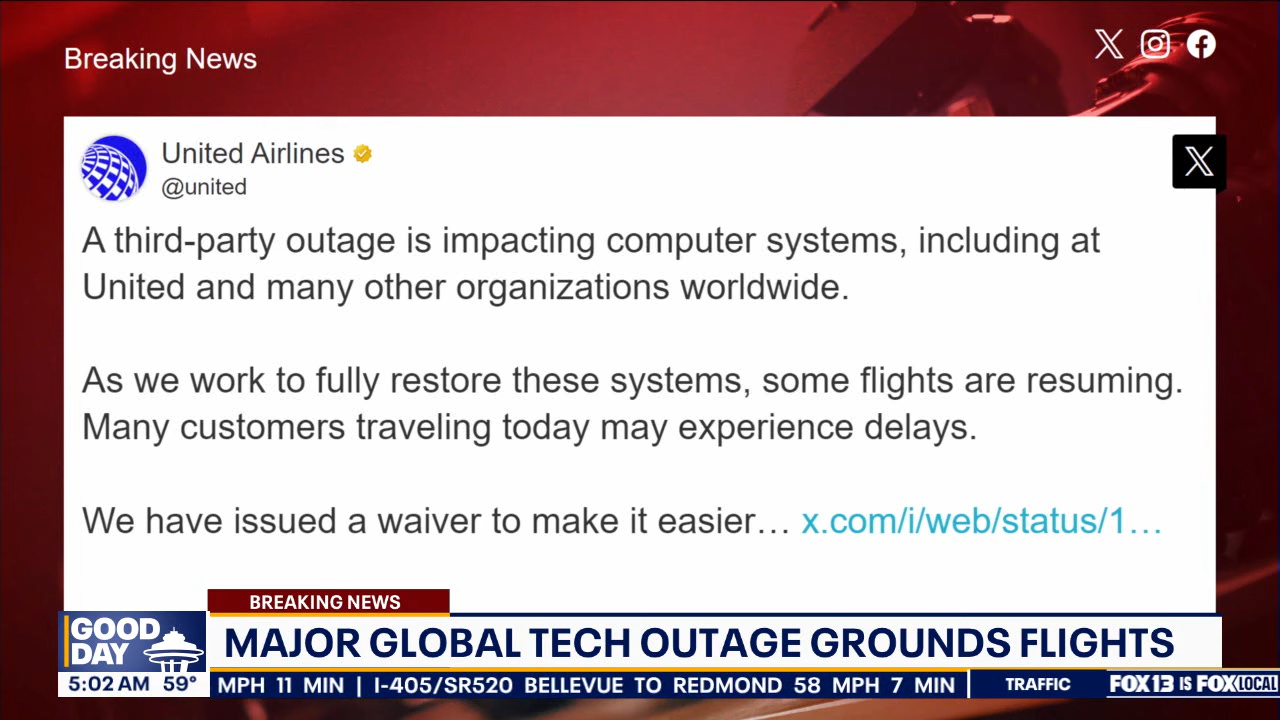 Breaking News
United Airlines
@united
A third-party outage is impacting computer systems, including at
United and many other organizations worldwide.
As we work to fully restore these systems, some flights are resuming.
Many customers traveling today may experience delays.
We have issued a waiver to make it easier… x.com/i/web/status/1…
BREAKING NEWS
GOOD
DAY
MAJOR GLOBAL TECH OUTAGE GROUNDS FLIGHTS
5:02 AM 59°
MPH 11 MIN | I-405/SR520 BELLEVUE TO REDMOND 58 MPH 7 MIN
TRAFFIC
FOX 13 IS FOX LOCAL